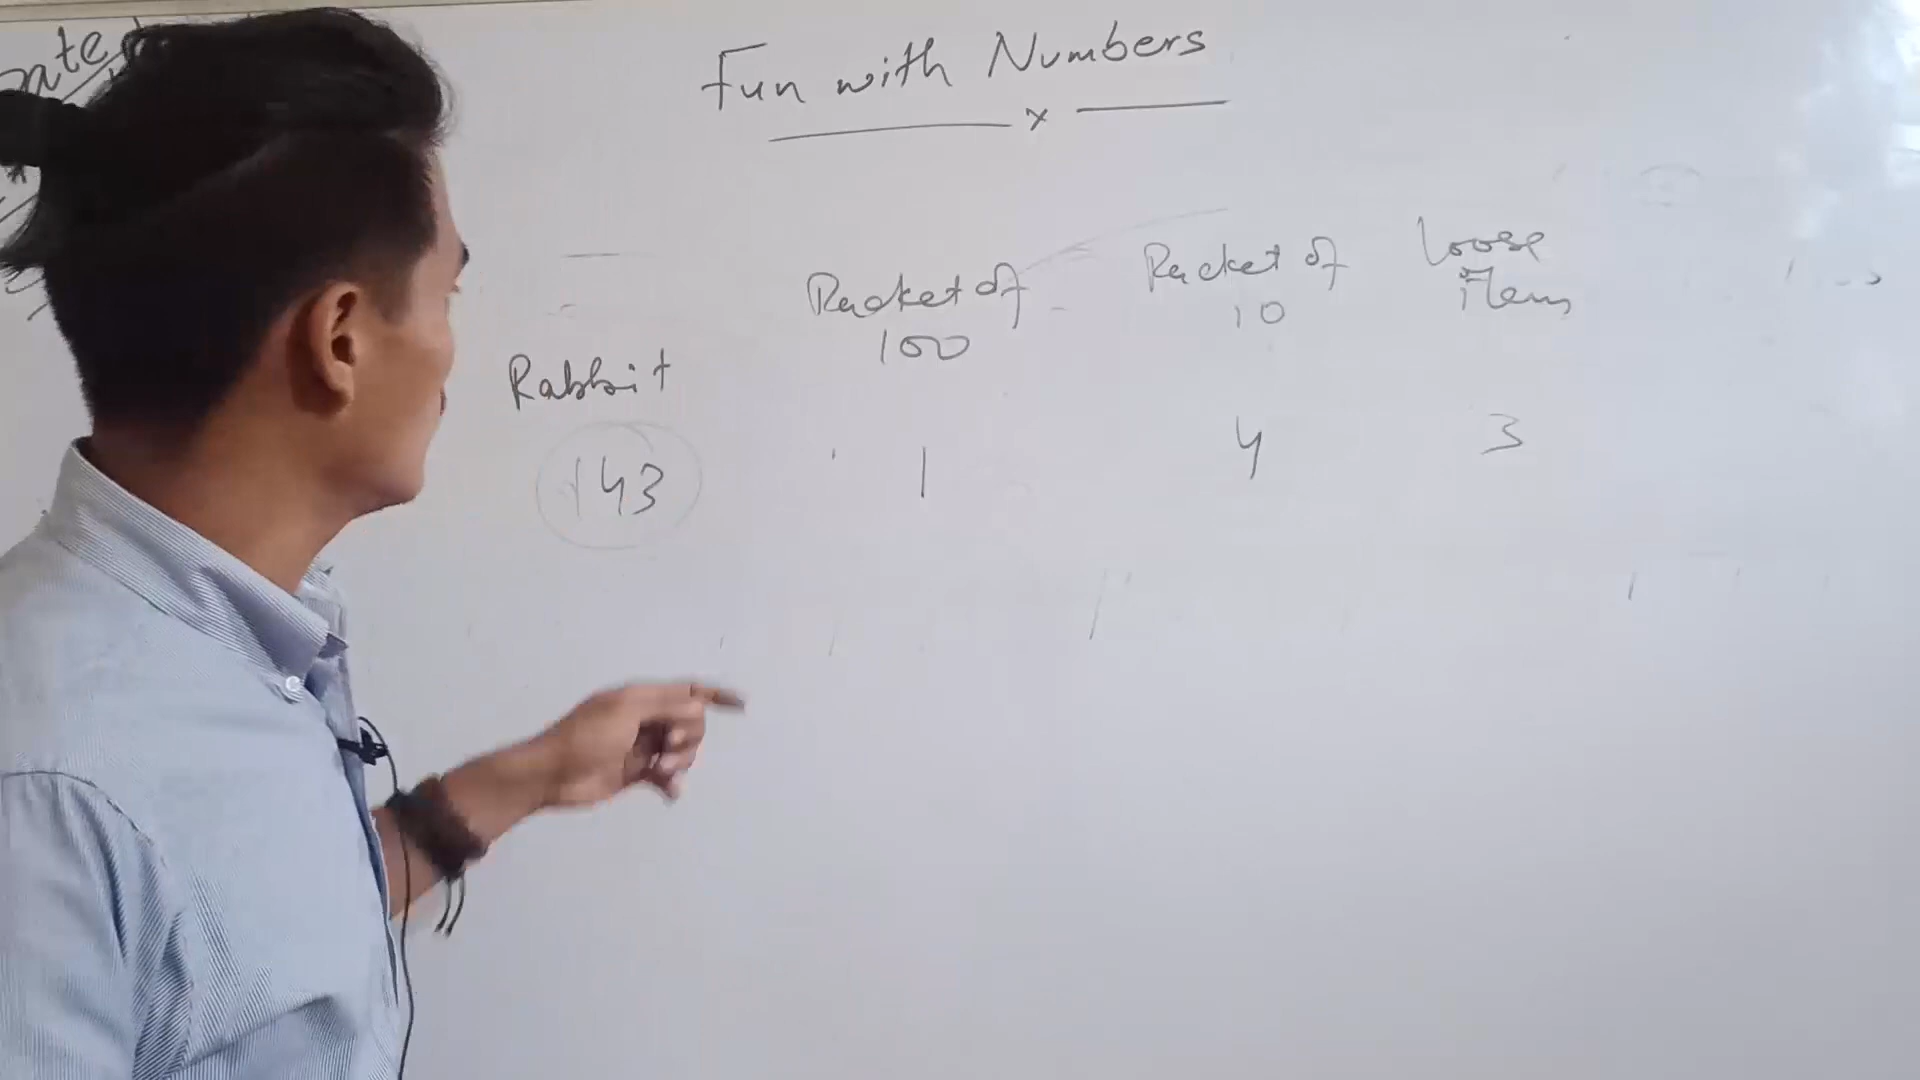 Fun with Numbers
x
Packet of
100
Packet of
10
loose
items
Rabbit
143
1
4
3